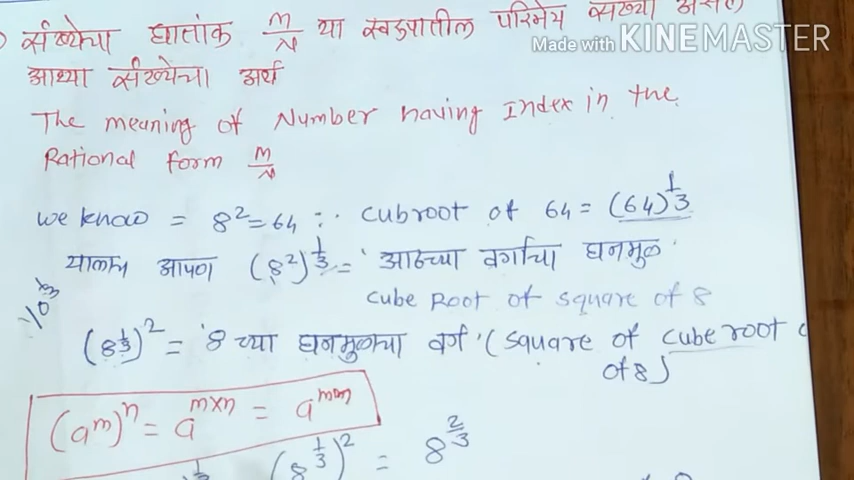 संख्येचा घातांक m/n या स्वरुपातील परिमेय संख्या असेल
Made with KINEMASTER
आश्या संख्येचा अर्थ
The meaning of Number having Index in the
Rational form m/n
we know = 8² = 64 ∴ cubroot of 64 = (64)^1/3
यालाच आपण (8²)^1/3 = 'आठच्या वर्गाचा घनमुळ'
cube Root of square of 8
(8^1/3)² = '8 च्या घनमुळाचा वर्ग' (square of cube root
of 8)
(a^m)^n = a^m×n = a^mn
(8^1/3)² = 8^2/3